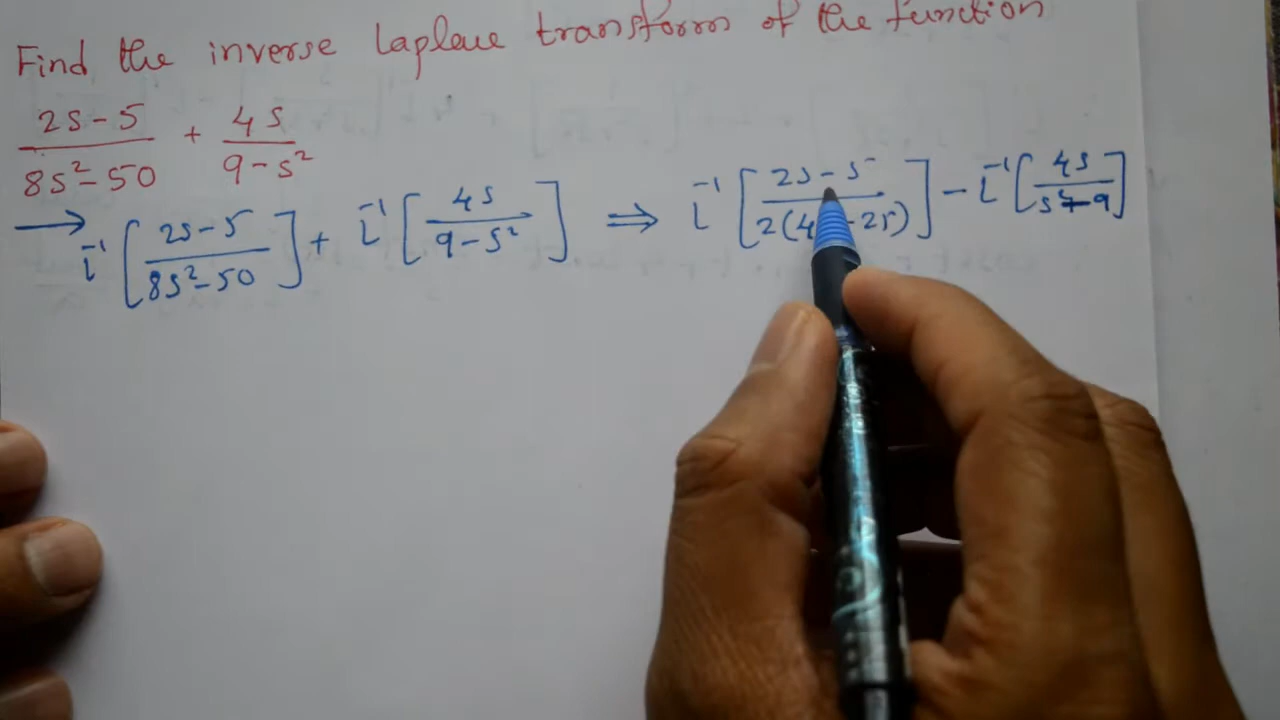 Find the inverse Laplace transform of the function
2s-5/8s²-50 + 4s/9-s²
→ L⁻¹[2s-5/8s²-50] + L⁻¹[4s/9-s²] ⇒ L⁻¹[2s-5/2(4 -25)] - L⁻¹[4s/s²-9]